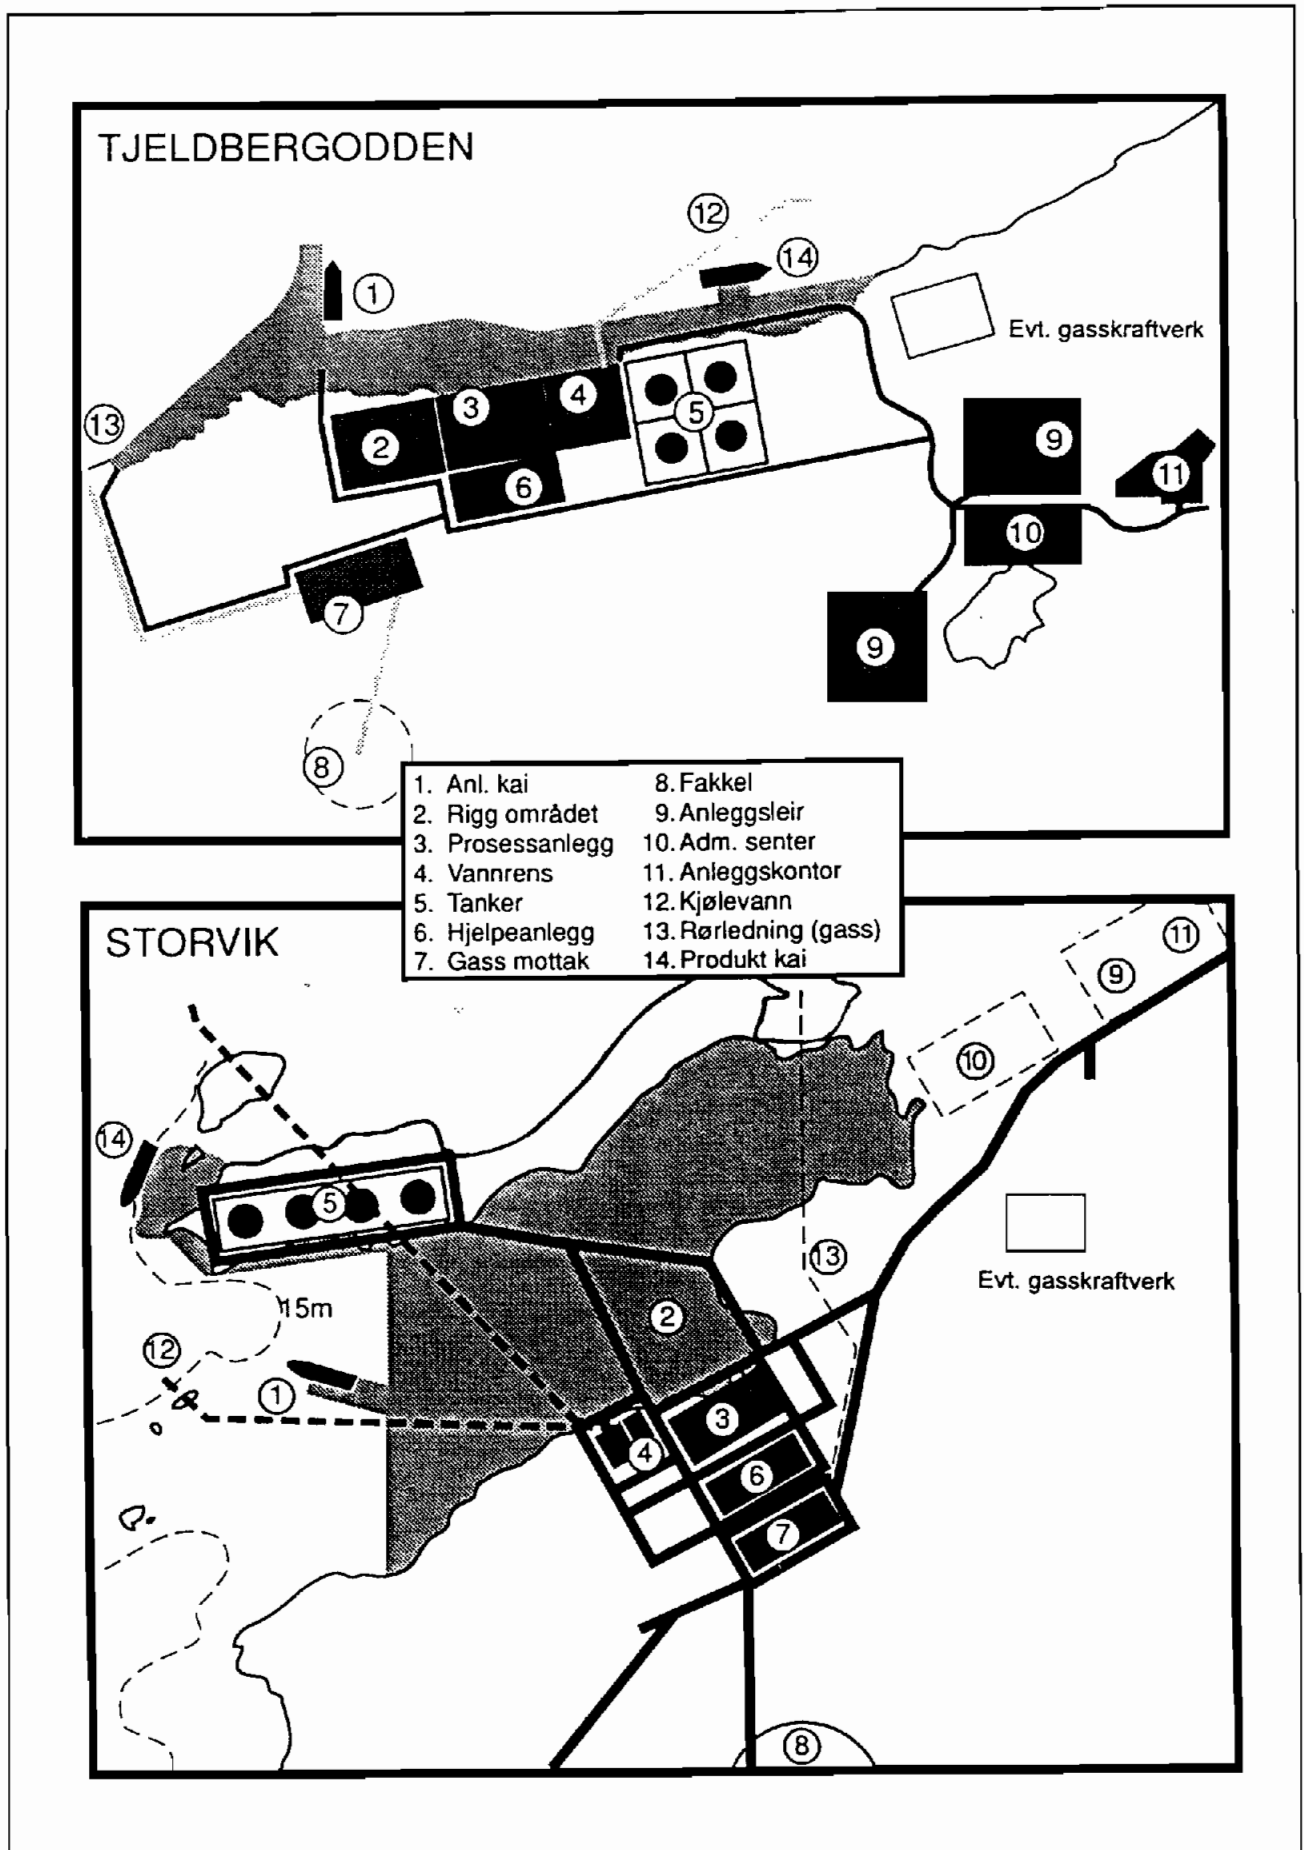 TJELDBERGODDEN
12
14
1
Evt. gasskraftverk
13
2
3
4
5
6
9
11
10
7
9
8
1. Anl. kai
2. Rigg området
3. Prosessanlegg
4. Vannrens
5. Tanker
6. Hjelpeanlegg
7. Gass mottak
8. Fakkel
9. Anleggsleir
10. Adm. senter
11. Anleggskontor
12. Kjølevann
13. Rørledning (gass)
14. Produkt kai
STORVIK
11
9
10
14
5
13
Evt. gasskraftverk
15m
2
12
1
3
4
6
7
8